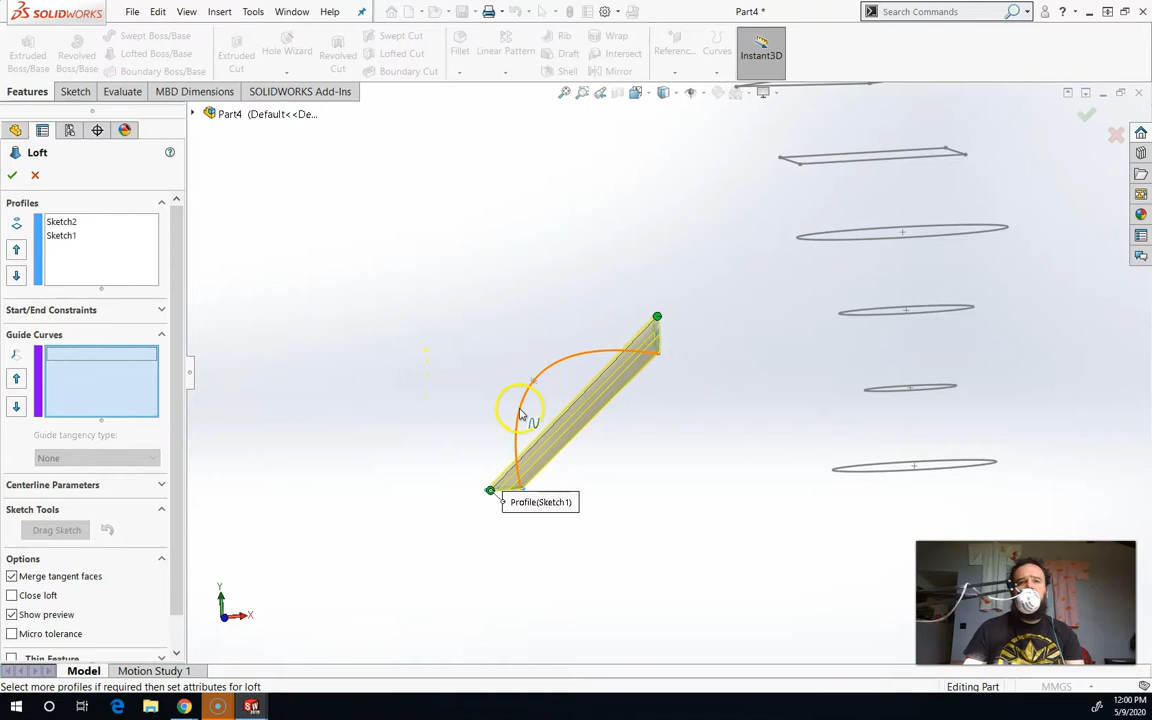 SOLIDWORKS
File Edit View Insert Tools Window Help
Part4 *
Search Commands
Extruded Boss/Base
Revolved Boss/Base
Swept Boss/Base
Lofted Boss/Base
Boundary Boss/Base
Extruded Cut
Hole Wizard
Revolved Cut
Swept Cut
Lofted Cut
Boundary Cut
Fillet
Linear Pattern
Rib
Draft
Shell
Wrap
Intersect
Mirror
Referenc...
Curves
Instant3D
Features Sketch Evaluate MBD Dimensions SOLIDWORKS Add-Ins
Part4 (Default<<De...
Loft
Profiles
Sketch2
Sketch1
Start/End Constraints
Guide Curves
Guide tangency type:
None
Centerline Parameters
Sketch Tools
Drag Sketch
Options
Merge tangent faces
Close loft
Show preview
Micro tolerance
Thin Feature
Profile(Sketch1)
Y
X
Model Motion Study 1
Select more profiles if required then set attributes for loft
Editing Part
MMGS
12:00 PM
5/9/2020